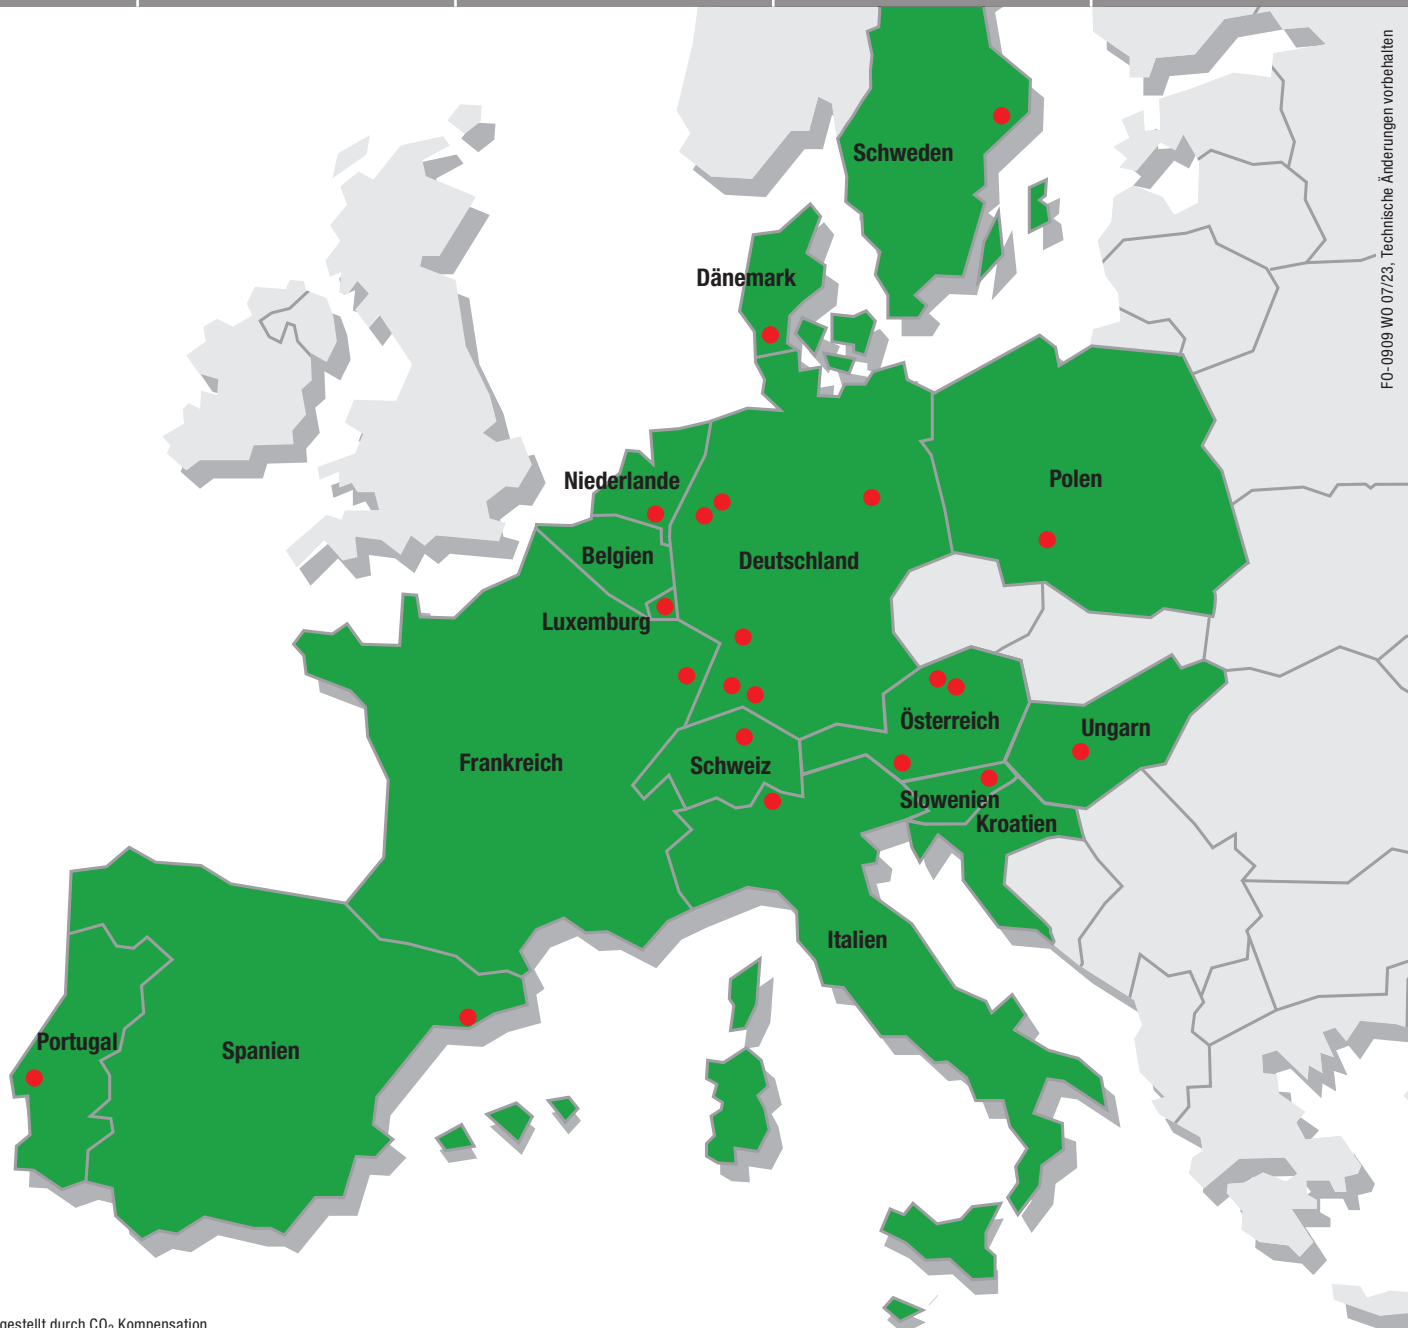 FO-0909 WO 07/23, Technische Änderungen vorbehalten
Schweden
Dänemark
Niederlande
Polen
Belgien
Deutschland
Luxemburg
Österreich
Ungarn
Frankreich
Schweiz
Slowenien
Kroatien
Italien
Portugal
Spanien
gestellt durch CO₂ Kompensation